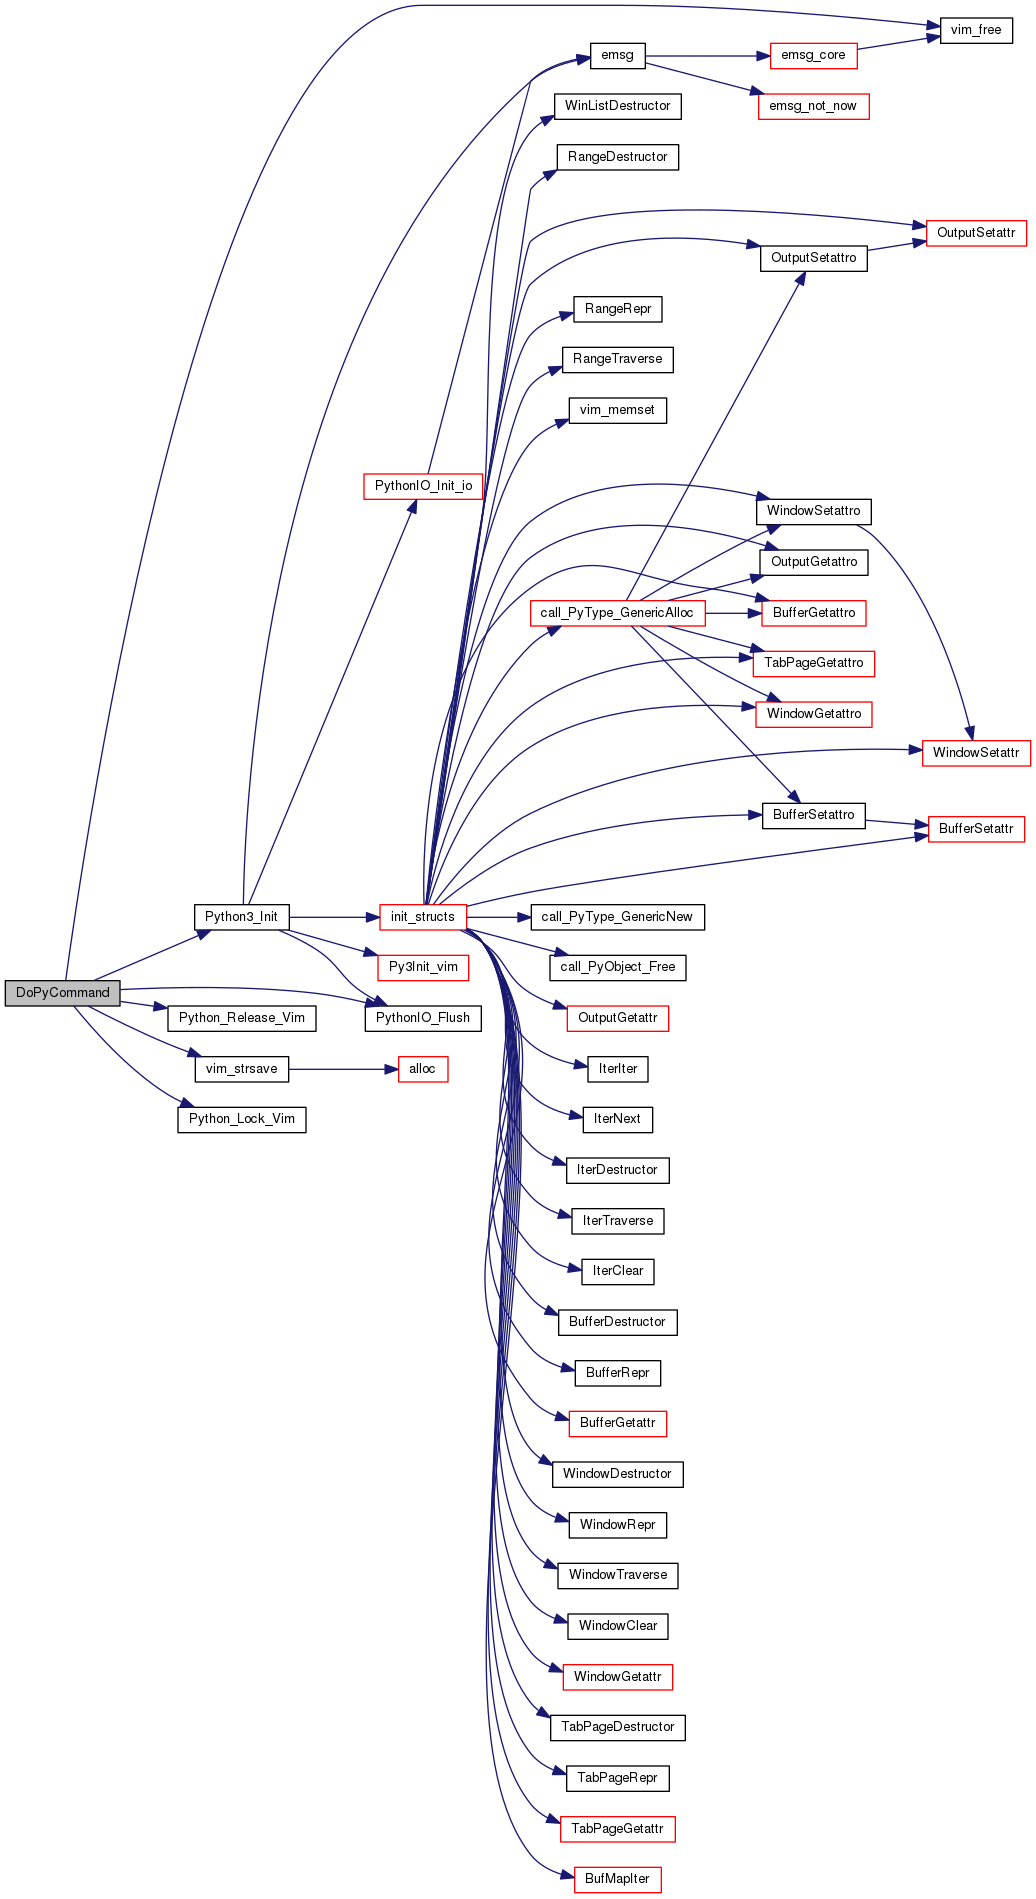 vim_free
emsg
emsg_core
emsg_not_now
WinListDestructor
RangeDestructor
OutputSetattr
OutputSetattro
RangeRepr
RangeTraverse
vim_memset
PythonIO_Init_io
WindowSetattro
OutputGetattro
call_PyType_GenericAlloc
BufferGetattro
TabPageGetattro
WindowGetattro
WindowSetattr
BufferSetattro
BufferSetattr
Python3_Init
init_structs
call_PyType_GenericNew
Py3Init_vim
call_PyObject_Free
DoPyCommand
Python_Release_Vim
PythonIO_Flush
OutputGetattr
vim_strsave
alloc
IterIter
Python_Lock_Vim
IterNext
IterDestructor
IterTraverse
IterClear
BufferDestructor
BufferRepr
BufferGetattr
WindowDestructor
WindowRepr
WindowTraverse
WindowClear
WindowGetattr
TabPageDestructor
TabPageRepr
TabPageGetattr
BufMapIter